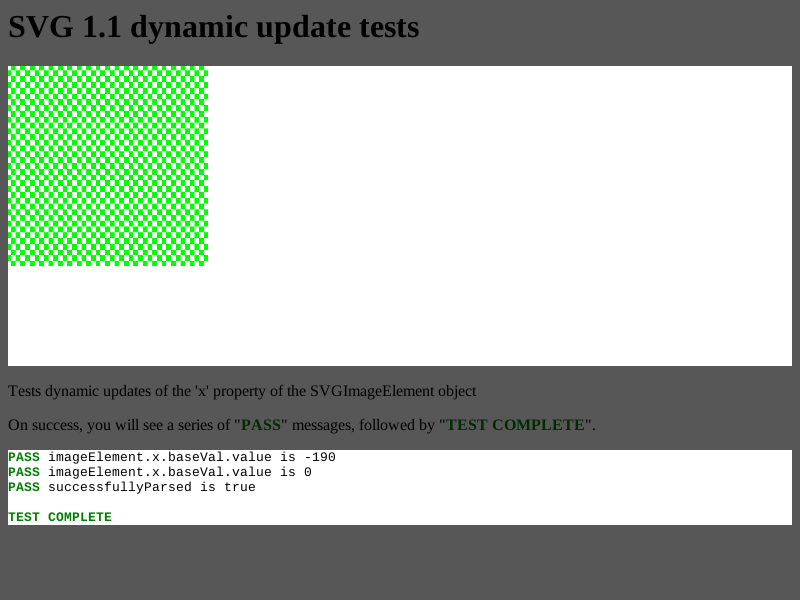 SVG 1.1 dynamic update tests
Tests dynamic updates of the 'x' property of the SVGImageElement object
On success, you will see a series of "PASS" messages, followed by "TEST COMPLETE".
PASS imageElement.x.baseVal.value is -190
PASS imageElement.x.baseVal.value is 0
PASS successfullyParsed is true
TEST COMPLETE